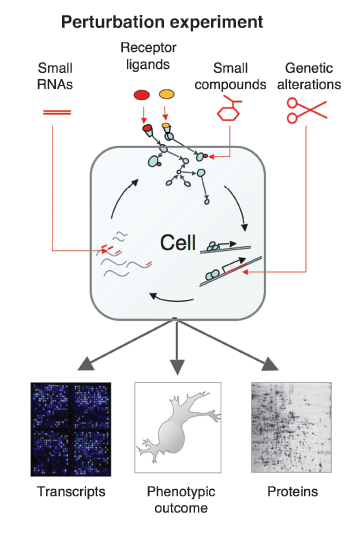 Perturbation experiment
Receptor
ligands
Small
RNAs
Small
compounds
Genetic
alterations
Cell
Transcripts
Phenotypic
outcome
Proteins